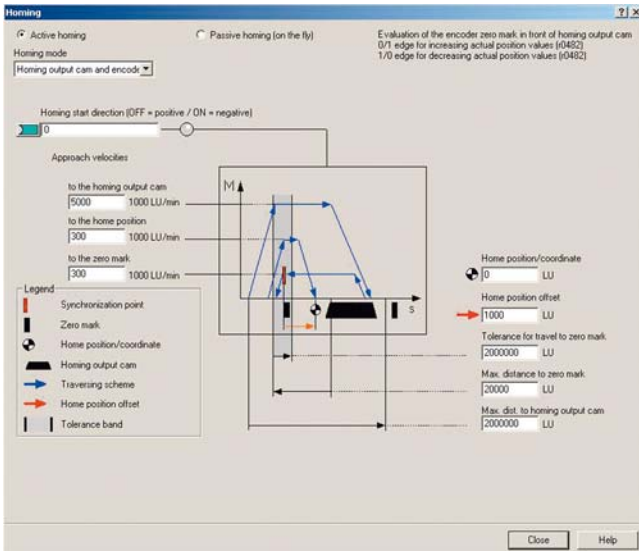 Homing
Active homing
Passive homing (on the fly)
Evaluation of the encoder zero mark in front of homing output cam
0/1 edge for increasing actual position values (r0482)
1/0 edge for decreasing actual position values (r0482)
Homing mode
Homing output cam and encode
Homing start direction (OFF = positive / ON = negative)
0
Approach velocities
to the homing output cam
5000 1000 LU/min
to the home position
300 1000 LU/min
to the zero mark
300 1000 LU/min
M
s
Legend
Synchronization point
Zero mark
Home position/coordinate
Homing output cam
Traversing scheme
Home position offset
Tolerance band
Home position/coordinate
0 LU
Home position offset
1000 LU
Tolerance for travel to zero mark
2000000 LU
Max. distance to zero mark
20000 LU
Max. dist. to homing output cam
2000000 LU
Close
Help